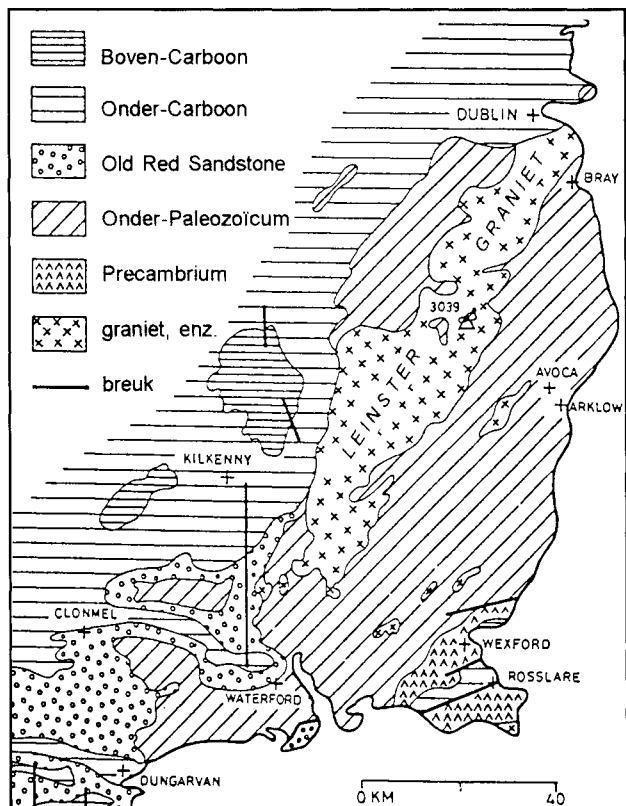 Boven-Carboon
Onder-Carboon
Old Red Sandstone
Onder-Paleozoïcum
Precambrium
graniet, enz.
breuk
DUBLIN
BRAY
LEINSTER GRANIET
3039
AVOCA
ARKLOW
KILKENNY
CLONMEL
WEXFORD
ROSSLARE
WATERFORD
DUNGARVAN
0 KM 40